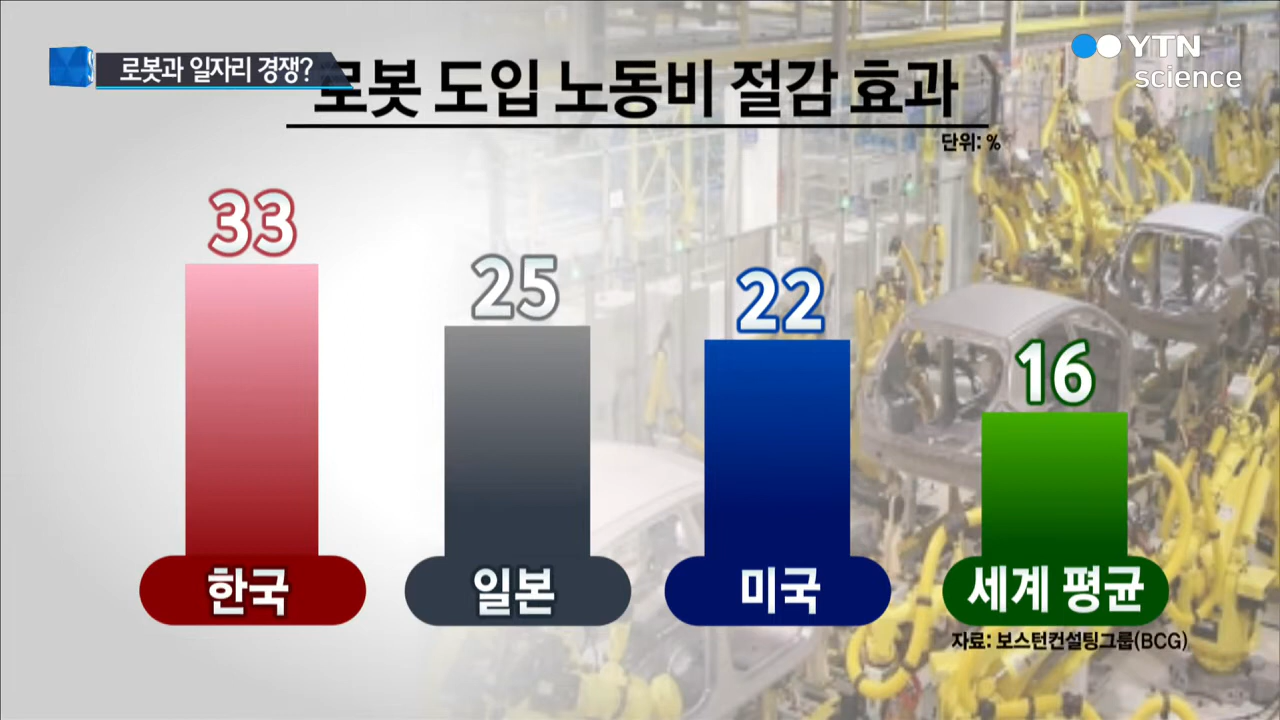 로봇과 일자리 경쟁?
YTN
science
로봇 도입 노동비 절감 효과
단위: %
33
25
22
16
한국
일본
미국
세계 평균
자료: 보스턴컨설팅그룹(BCG)